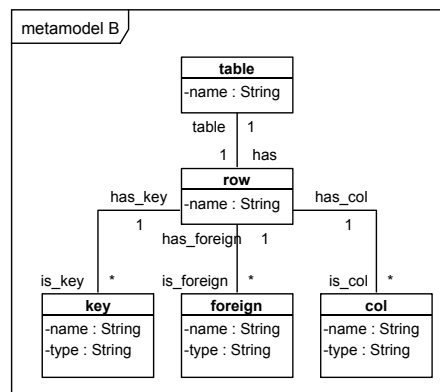 metamodel B
table
-name : String
table 1
1 has
row
-name : String
has_key
has_col
1
has_foreign 1
1
is_key *
is_foreign *
is_col *
key
-name : String
-type : String
foreign
-name : String
-type : String
col
-name : String
-type : String